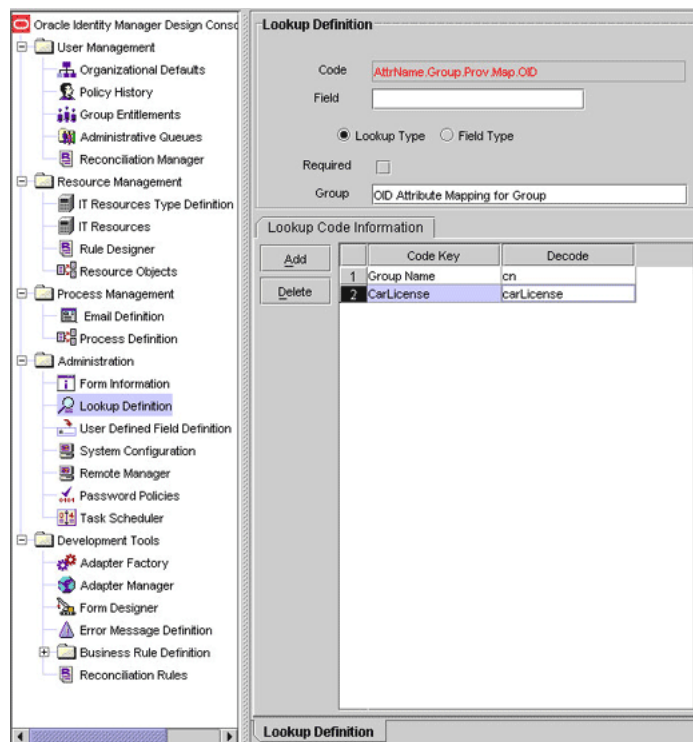 Oracle Identity Manager Design Consc
User Management
Organizational Defaults
Policy History
Group Entitlements
Administrative Queues
Reconciliation Manager
Resource Management
IT Resources Type Definition
IT Resources
Rule Designer
Resource Objects
Process Management
Email Definition
Process Definition
Administration
Form Information
Lookup Definition
User Defined Field Definition
System Configuration
Remote Manager
Password Policies
Task Scheduler
Development Tools
Adapter Factory
Adapter Manager
Form Designer
Error Message Definition
Business Rule Definition
Reconciliation Rules
Lookup Definition
Code AttrName.Group.Prov.Map.OID
Field
Lookup Type Field Type
Required
Group OID Attribute Mapping for Group
Lookup Code Information
Add
Delete
Code Key Decode
1 Group Name cn
2 CarLicense carLicense
Lookup Definition